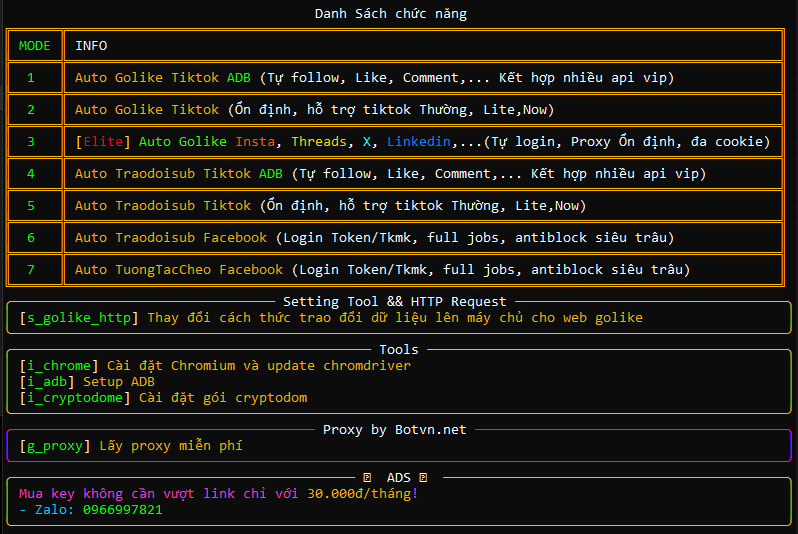 Danh Sách chức năng
MODE INFO
1 Auto Golike Tiktok ADB (Tự follow, Like, Comment,... Kết hợp nhiều api vip)
2 Auto Golike Tiktok (Ổn định, hỗ trợ tiktok Thường, Lite,Now)
3 [Elite] Auto Golike Insta, Threads, X, Linkedin,...(Tự login, Proxy Ổn định, đa cookie)
4 Auto Traodoisub Tiktok ADB (Tự follow, Like, Comment,... Kết hợp nhiều api vip)
5 Auto Traodoisub Tiktok (Ổn định, hỗ trợ tiktok Thường, Lite,Now)
6 Auto Traodoisub Facebook (Login Token/Tkmk, full jobs, antiblock siêu trâu)
7 Auto TuongTacCheo Facebook (Login Token/Tkmk, full jobs, antiblock siêu trâu)
Setting Tool && HTTP Request
[s_golike_http] Thay đổi cách thức trao đổi dữ liệu lên máy chủ cho web golike
Tools
[i_chrome] Cài đặt Chromium và update chromdriver
[i_adb] Setup ADB
[i_cryptodome] Cài đặt gói cryptodom
Proxy by Botvn.net
[g_proxy] Lấy proxy miễn phí
ADS
Mua key không cần vượt link chỉ với 30.000đ/tháng!
- Zalo: 0966997821